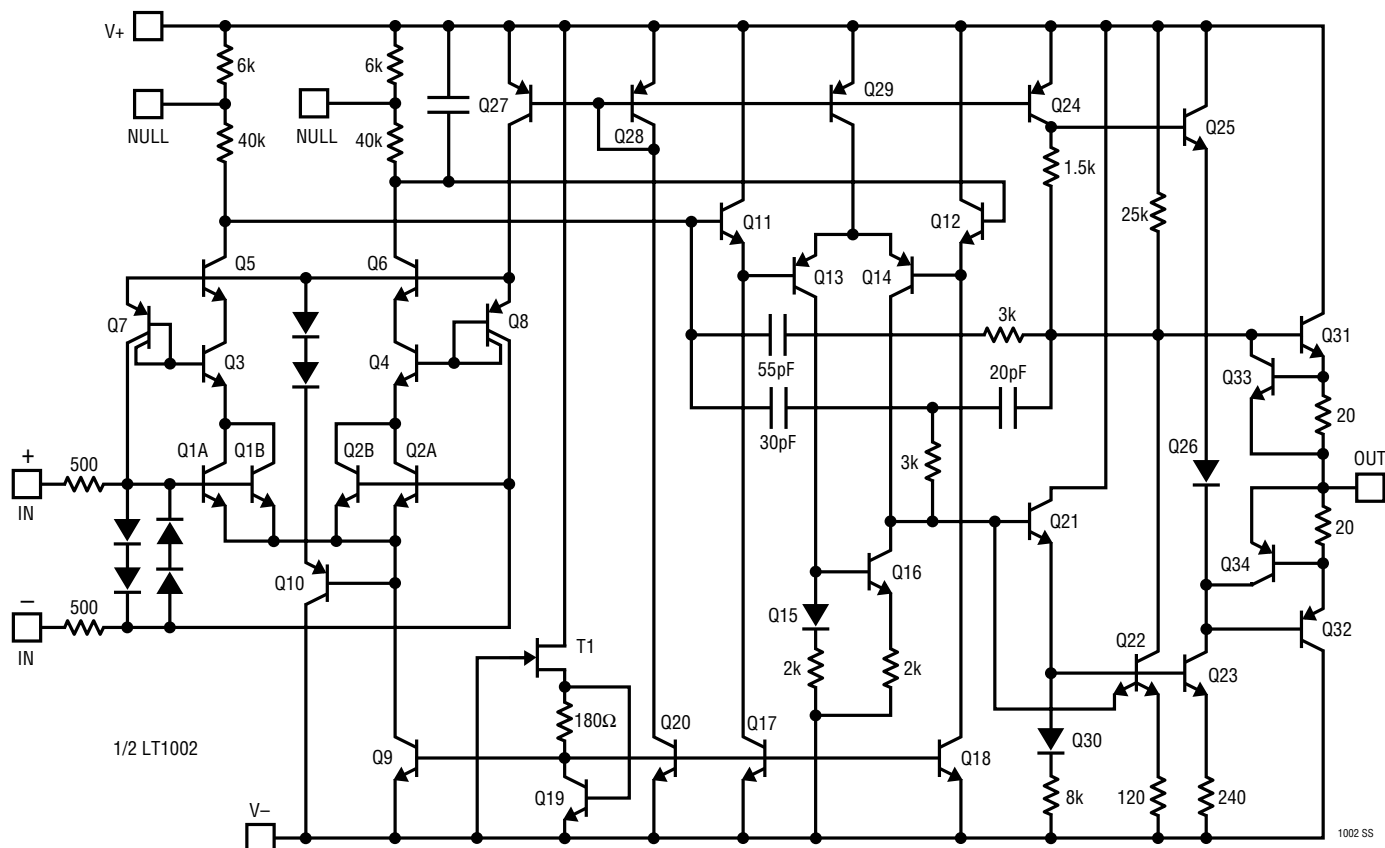 V+
6k
6k
Q27
Q28
Q29
Q24
Q25
NULL
NULL
40k
40k
1.5k
25k
Q11
Q12
Q5
Q6
Q13
Q14
Q7
Q8
3k
Q31
Q3
Q4
55pF
20pF
Q33
20
30pF
+
500
IN
Q1A
Q1B
Q2B
Q2A
3k
Q26
OUT
Q21
20
Q10
Q16
Q34
–
500
IN
Q15
T1
Q22
Q32
2k
2k
Q23
180Ω
Q20
Q17
1/2 LT1002
Q9
Q18
Q30
Q19
8k
120
240
V–
1002 SS